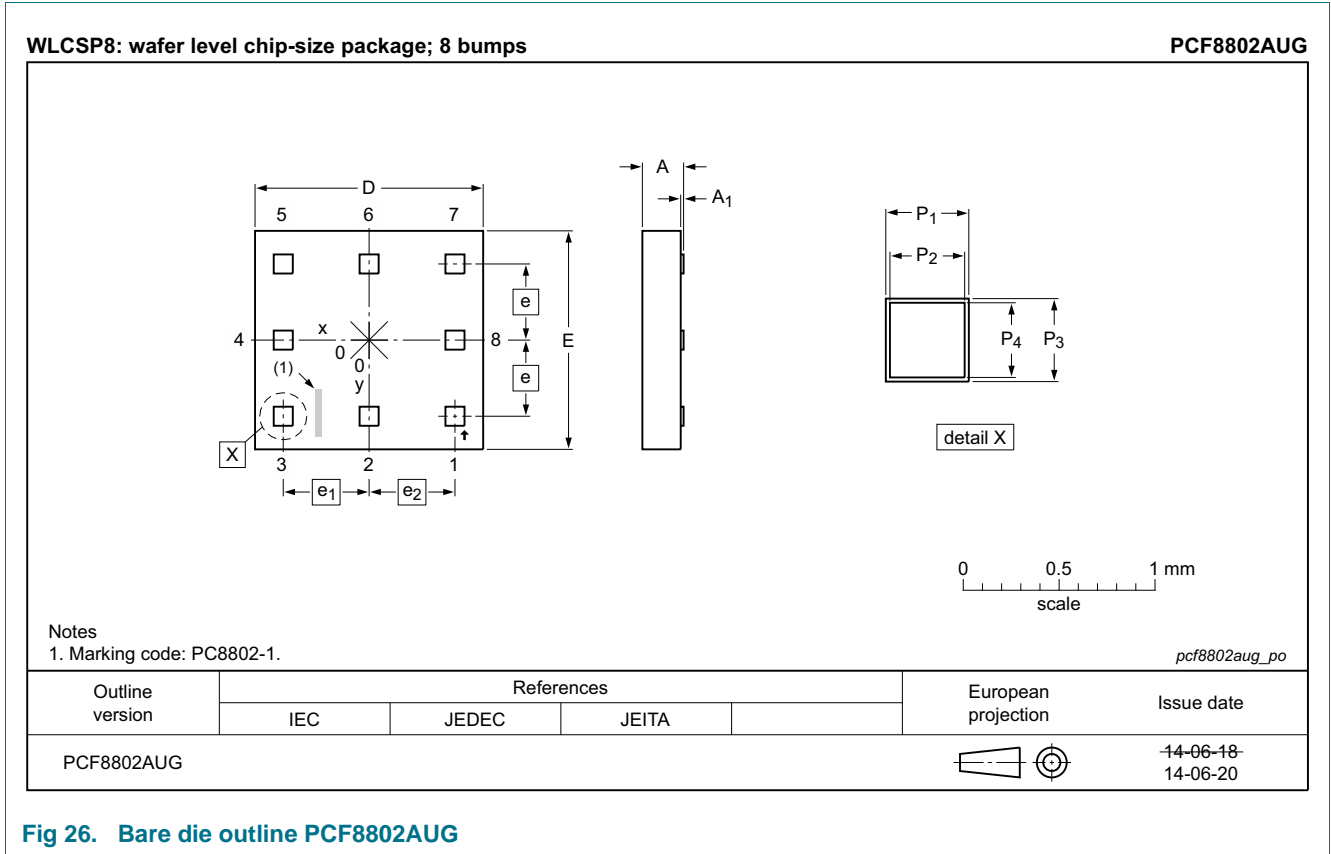 WLCSP8: wafer level chip-size package; 8 bumps PCF8802AUG
A
D
A1
5 6 7
P1
P2
e
x
4 8 E
0
P4 P3
(1)
0
y
e
X
detail X
3 2 1
e1 e2
0 0.5 1 mm
scale
Notes
1. Marking code: PC8802-1.
pcf8802aug_po
Outline version
References
European projection
Issue date
IEC JEDEC JEITA
PCF8802AUG
14-06-18
14-06-20
Fig 26. Bare die outline PCF8802AUG